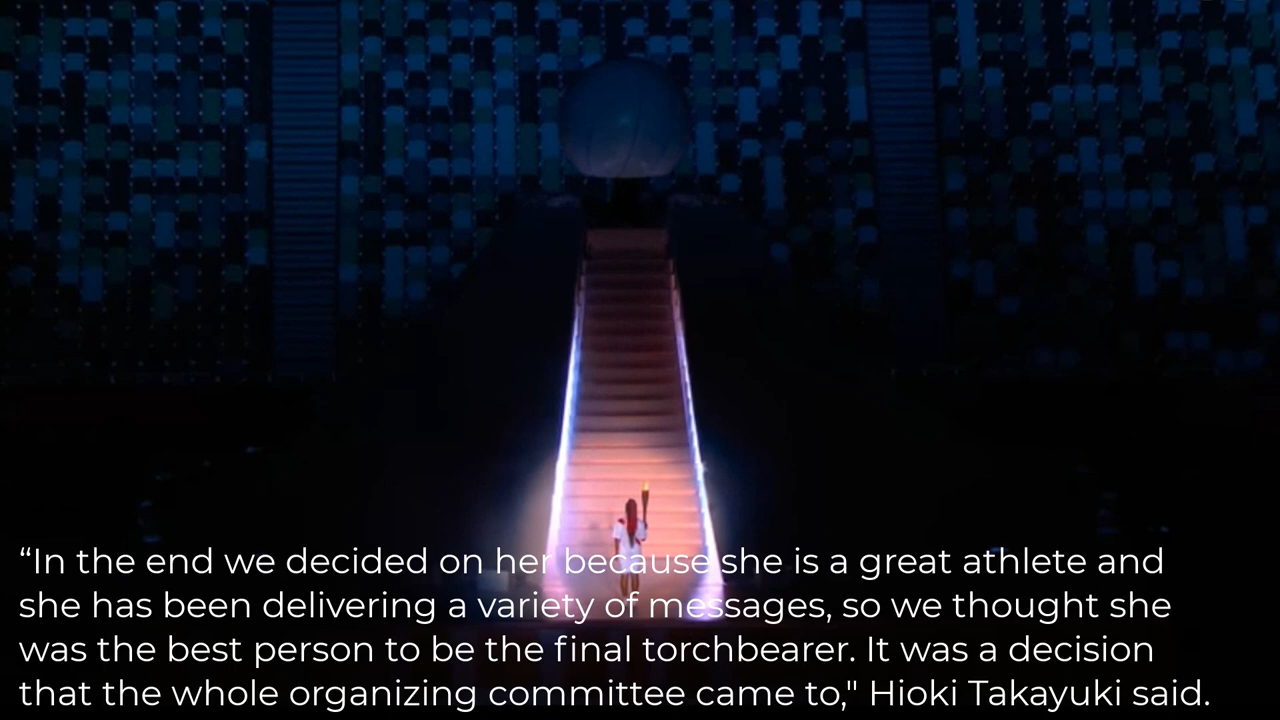 “In the end we decided on her because she is a great athlete and
she has been delivering a variety of messages, so we thought she
was the best person to be the final torchbearer. It was a decision
that the whole organizing committee came to," Hioki Takayuki said.